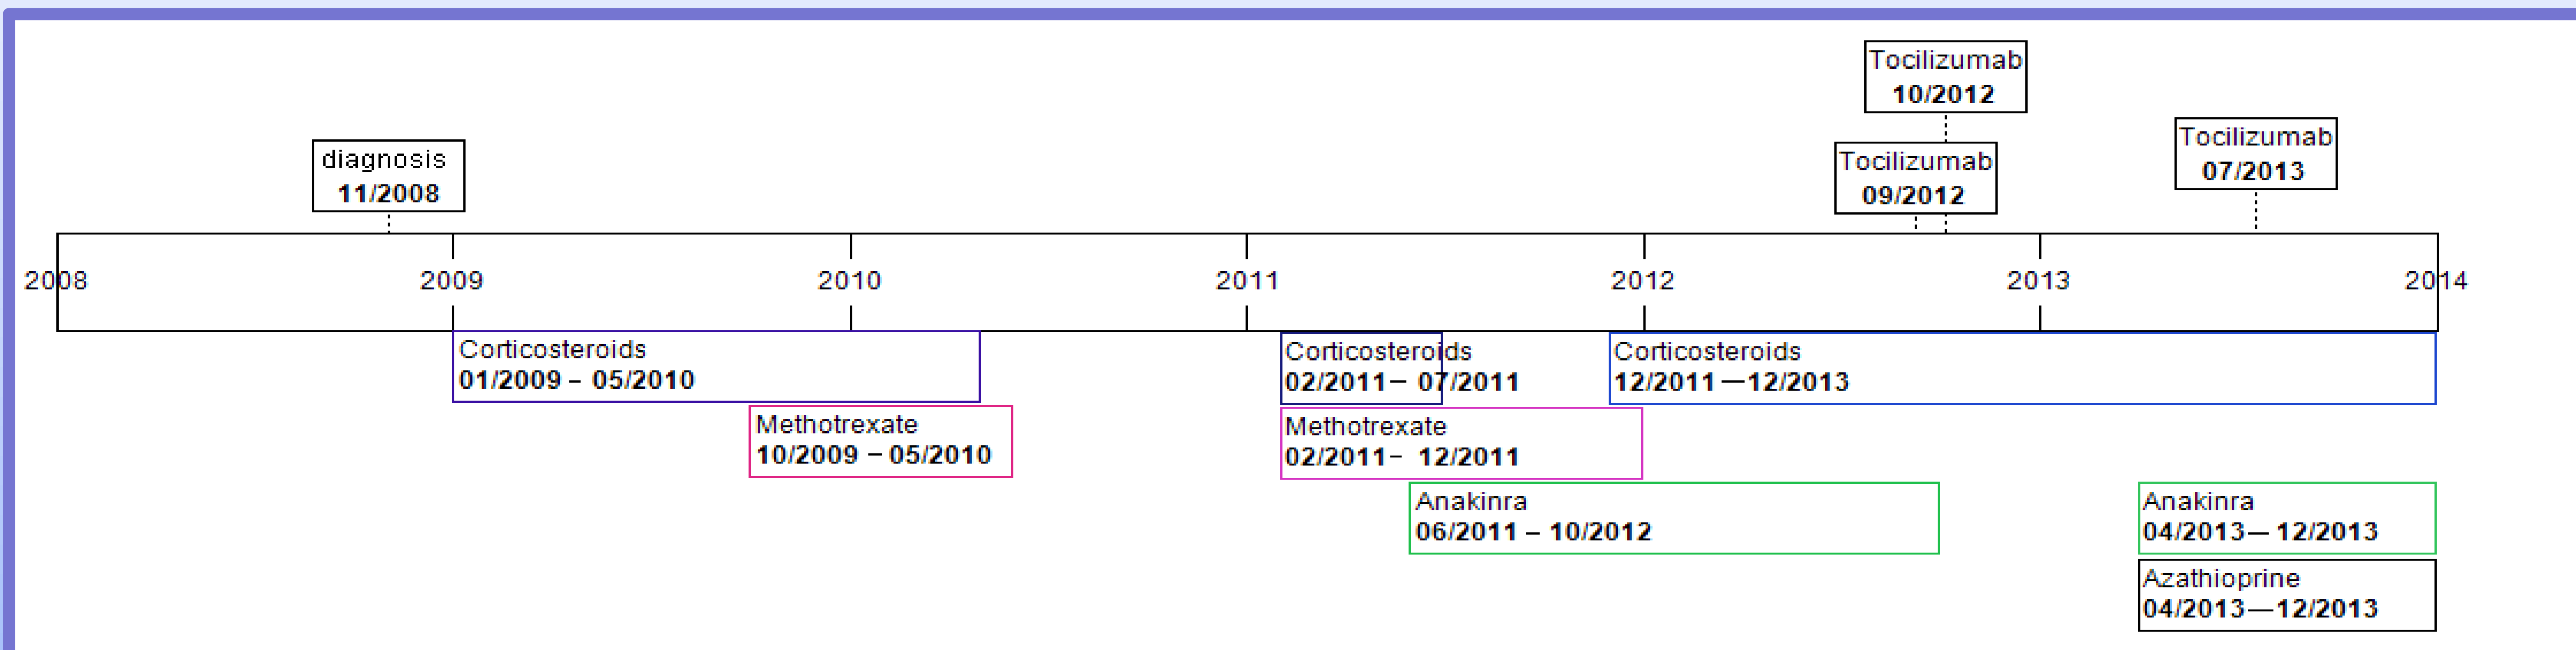 Tocilizumab
10/2012
Tocilizumab
07/2013
diagnosis
11/2008
Tocilizumab
09/2012
2008 2009 2010 2011 2012 2013 2014
Corticosteroids
01/2009 – 05/2010
Corticosteroids
02/2011– 07/2011
Corticosteroids
12/2011—12/2013
Methotrexate
10/2009 – 05/2010
Methotrexate
02/2011– 12/2011
Anakinra
06/2011 – 10/2012
Anakinra
04/2013— 12/2013
Azathioprine
04/2013—12/2013